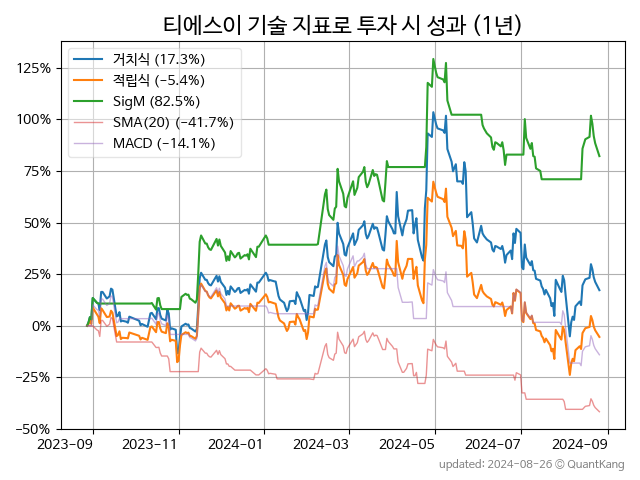 티에스이 기술 지표로 투자 시 성과 (1년)
125%
100%
75%
50%
25%
0%
−25%
−50%
거치식 (17.3%)
적립식 (−5.4%)
SigM (82.5%)
SMA(20) (−41.7%)
MACD (−14.1%)
2023-09 2023-11 2024-01 2024-03 2024-05 2024-07 2024-09
updated: 2024-08-26 © QuantKang